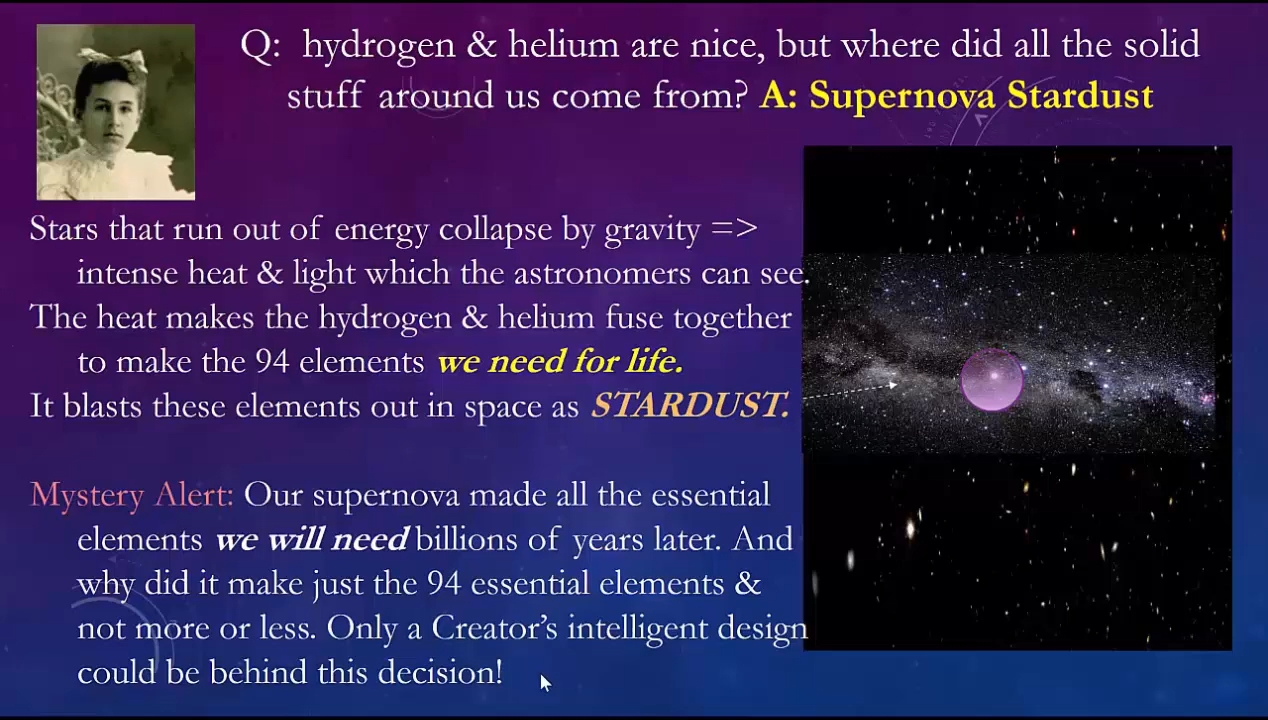 Q: hydrogen & helium are nice, but where did all the solid
stuff around us come from? A: Supernova Stardust
Stars that run out of energy collapse by gravity =>
intense heat & light which the astronomers can see.
The heat makes the hydrogen & helium fuse together
to make the 94 elements we need for life.
It blasts these elements out in space as STARDUST.
Mystery Alert: Our supernova made all the essential
elements we will need billions of years later. And
why did it make just the 94 essential elements &
not more or less. Only a Creator's intelligent design
could be behind this decision!